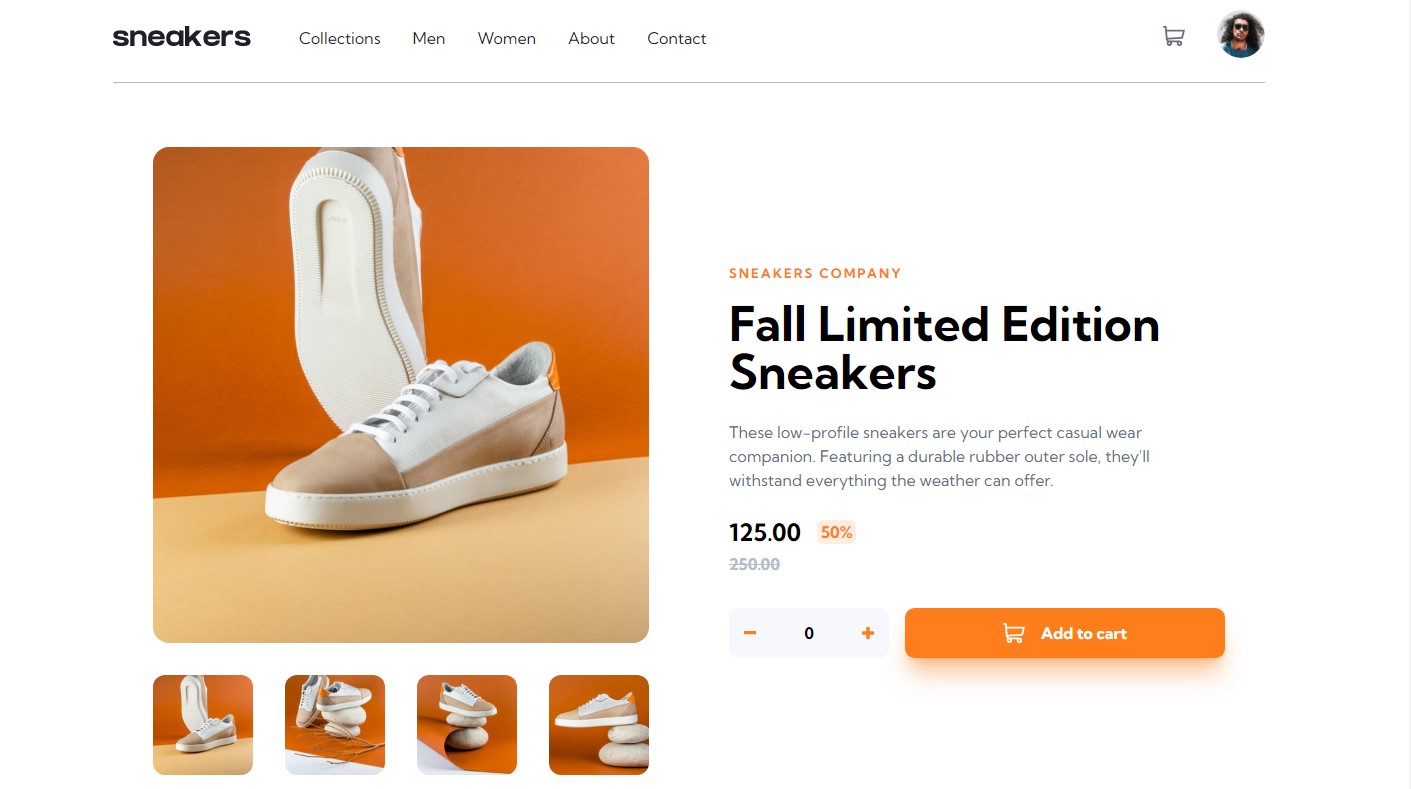 sneakers Collections Men Women About Contact
SNEAKERS COMPANY
Fall Limited Edition
Sneakers
These low-profile sneakers are your perfect casual wear
companion. Featuring a durable rubber outer sole, they'll
withstand everything the weather can offer.
125.00 50%
250.00
0 Add to cart